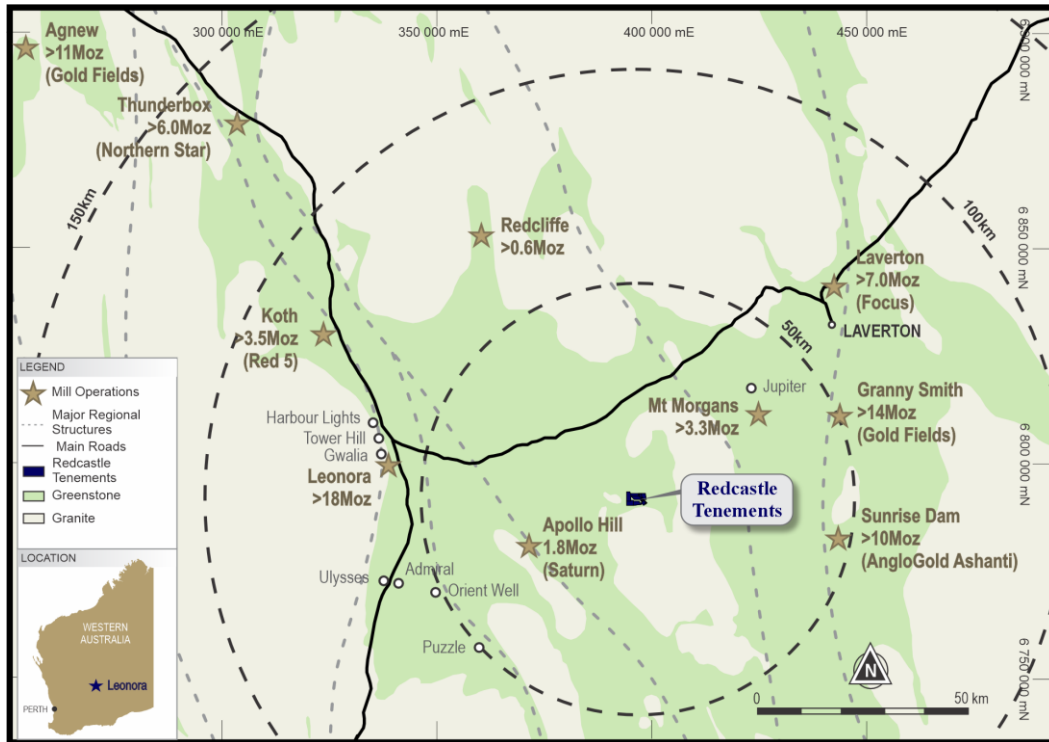 Agnew
>11Moz
(Gold Fields)
300 000 mE
350 000 mE
400 000 mE
450 000 mE
6 900 000 mN
Thunderbox
>6.0Moz
(Northern Star)
150km
100km
Redcliffe
>0.6Moz
6 850 000 mN
Laverton
>7.0Moz
(Focus)
LAVERTON
Koth
>3.5Moz
(Red 5)
50km
Jupiter
Mt Morgans
>3.3Moz
Granny Smith
>14Moz
(Gold Fields)
Harbour Lights
Tower Hill
Gwalia
Leonora
>18Moz
6 800 000 mN
Redcastle
Tenements
Apollo Hill
1.8Moz
(Saturn)
Sunrise Dam
>10Moz
(AngloGold Ashanti)
Ulysses
Admiral
Orient Well
Puzzle
6 750 000 mN
N
0
50 km
LEGEND
Mill Operations
Major Regional
Structures
Main Roads
Redcastle
Tenements
Greenstone
Granite
LOCATION
WESTERN
AUSTRALIA
Leonora
PERTH